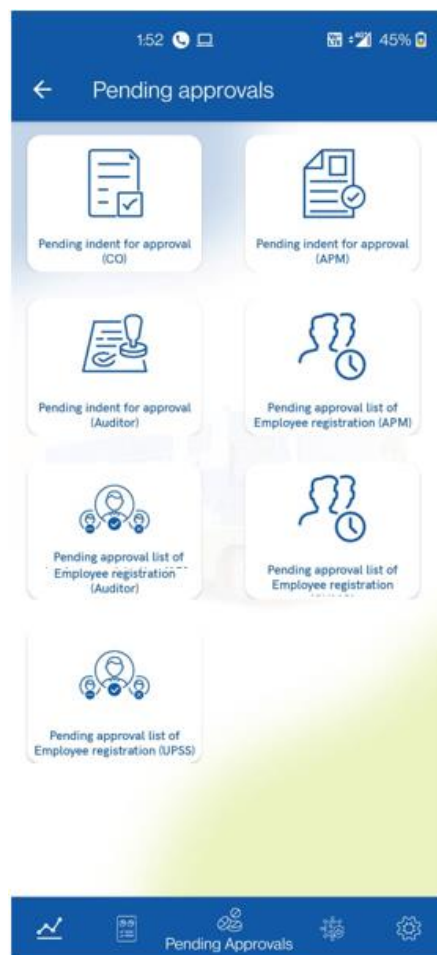 1:52
VoLTE 4G 45%
Pending approvals
Pending indent for approval
(CO)
Pending indent for approval
(APM)
Pending indent for approval
(Auditor)
Pending approval list of
Employee registration (APM)
Pending approval list of
Employee registration
(Auditor)
Pending approval list of
Employee registration
Pending approval list of
Employee registration (UPSS)
Pending Approvals